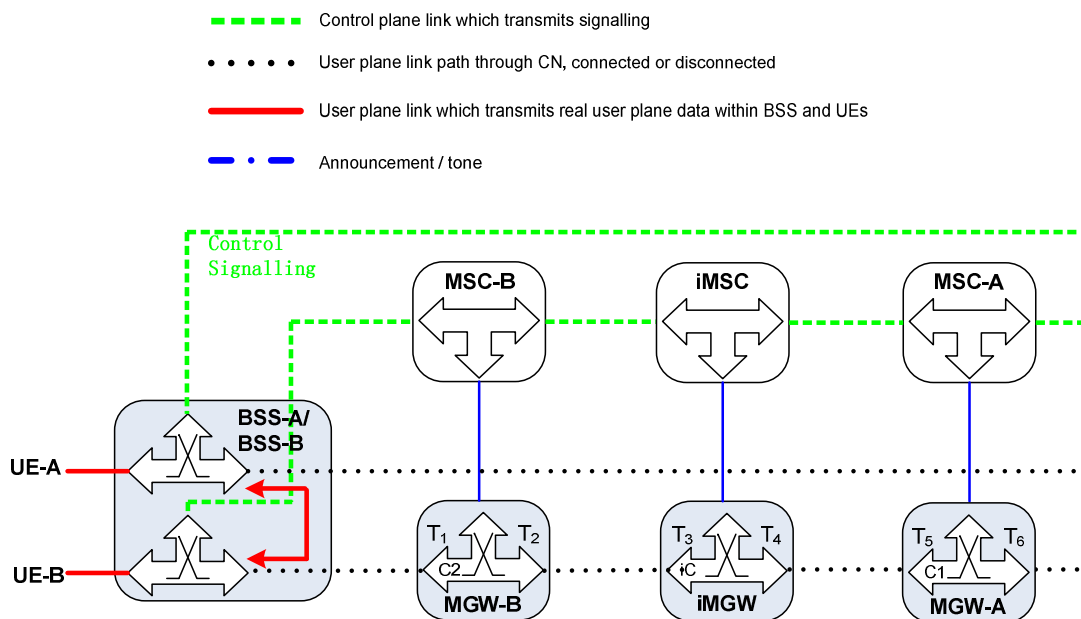 Control plane link which transmits signalling
User plane link path through CN, connected or disconnected
User plane link which transmits real user plane data within BSS and UEs
Announcement / tone
Control
Signalling
MSC-B
iMSC
MSC-A
BSS-A/
BSS-B
UE-A
UE-B
T1
T2
C2
MGW-B
T3
T4
iC
iMGW
T5
T6
C1
MGW-A